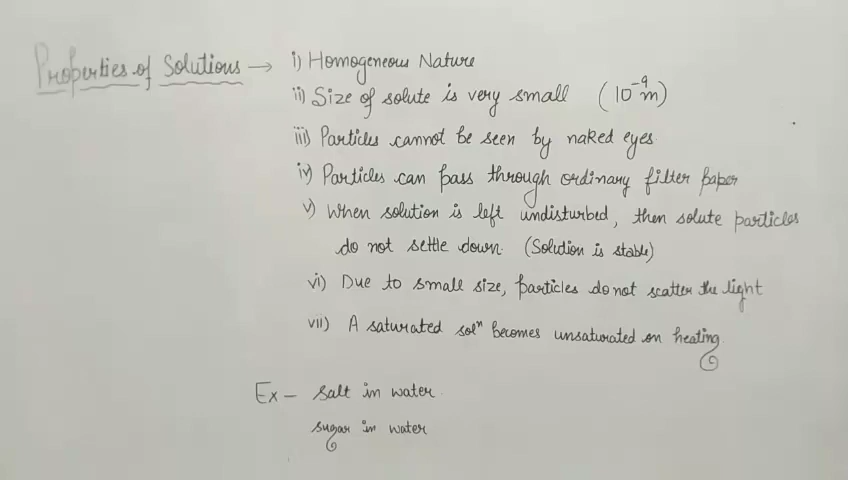 Properties of Solutions → i) Homogeneous Nature
ii) Size of solute is very small (10⁻⁹m)
iii) Particles cannot be seen by naked eyes.
iv) Particles can pass through ordinary filter paper
v) When solution is left undisturbed, then solute particles
do not settle down. (Solution is stable)
vi) Due to small size, particles do not scatter the light
vii) A saturated solⁿ becomes unsaturated on heating.
Ex – salt in water.
sugar in water